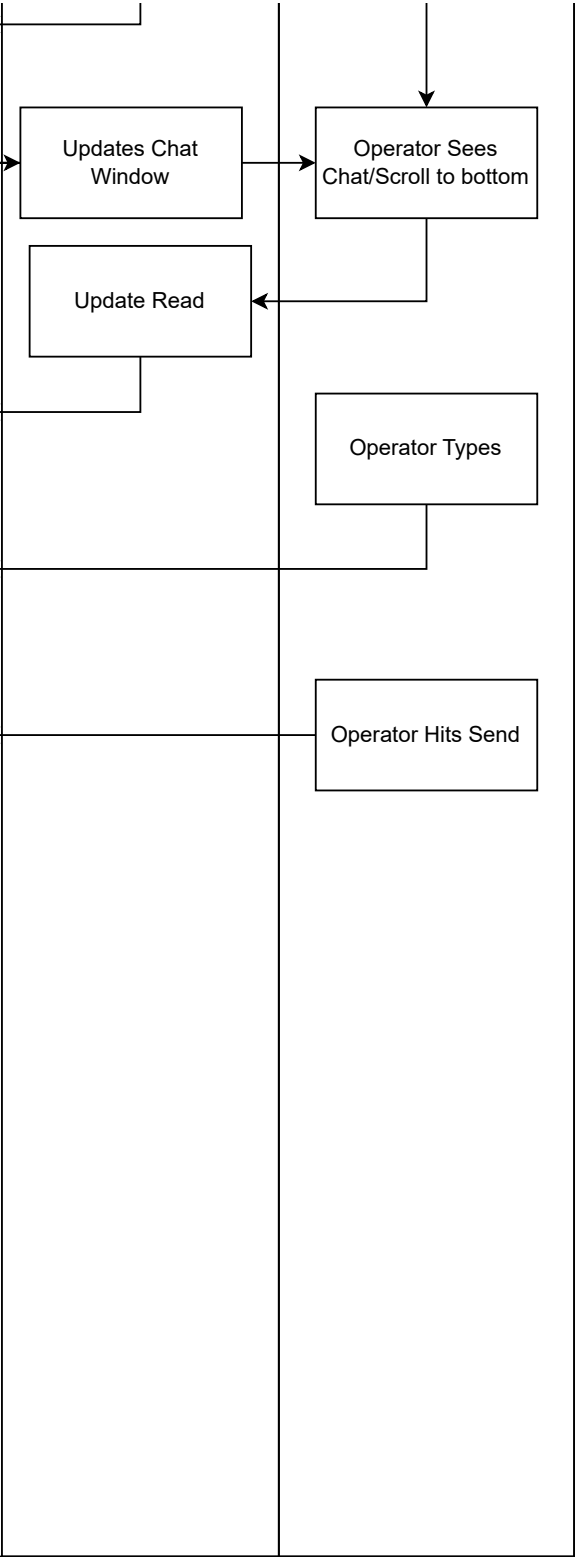 Updates Chat
Window
Operator Sees
Chat/Scroll to bottom
Update Read
Operator Types
Operator Hits Send